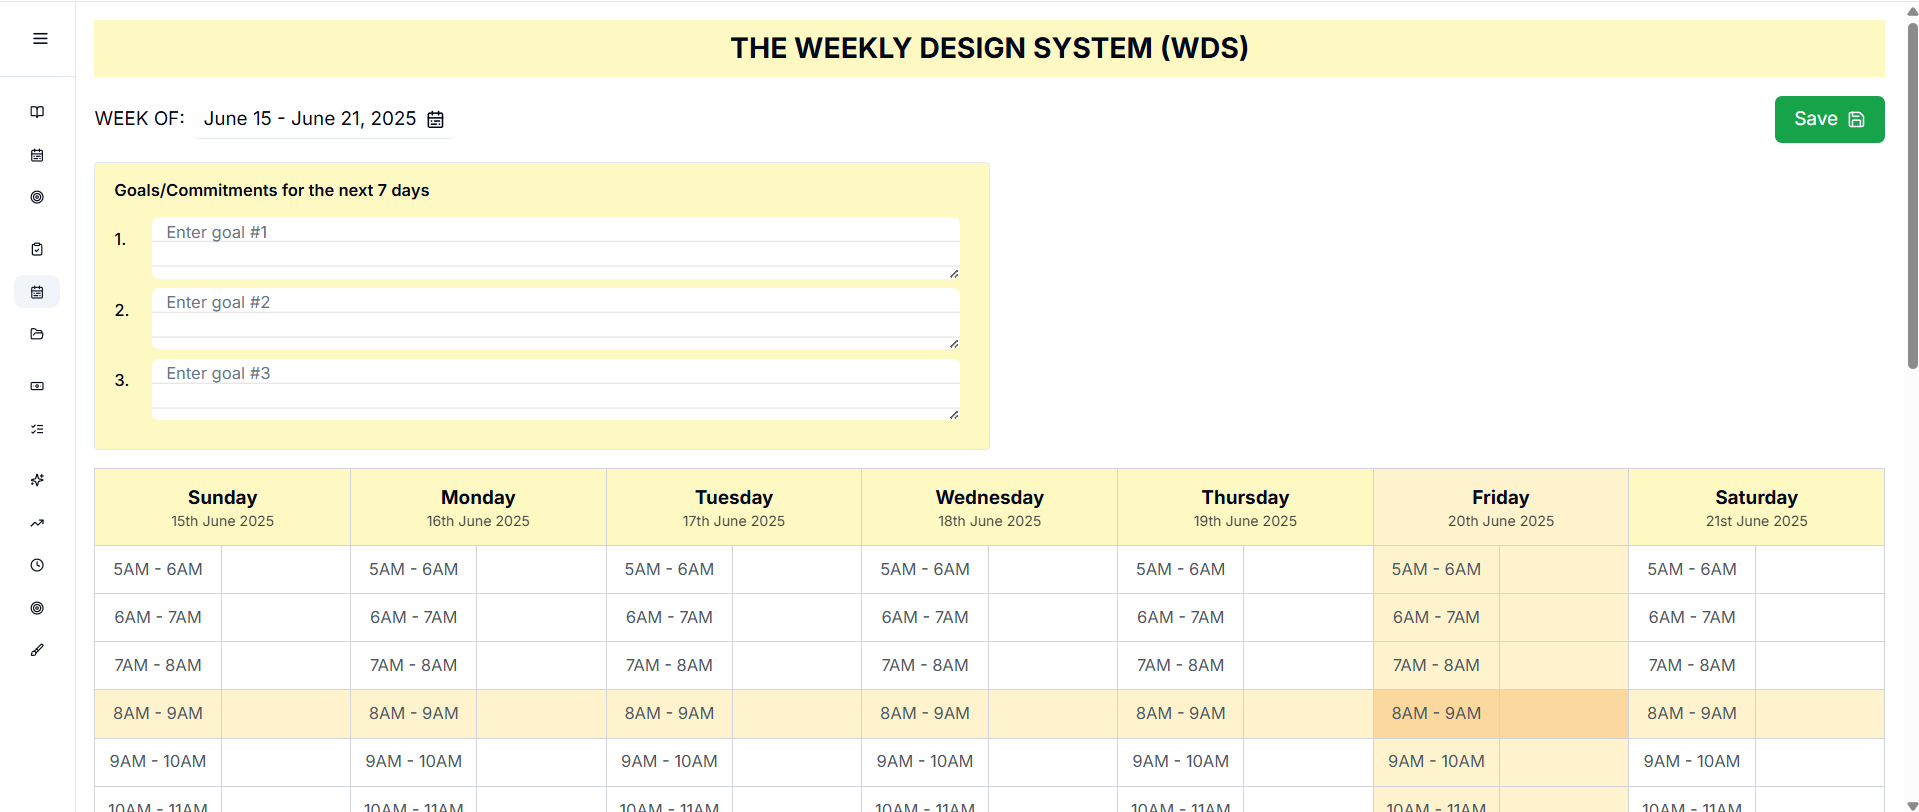 THE WEEKLY DESIGN SYSTEM (WDS)
WEEK OF: June 15 - June 21, 2025
Save
Goals/Commitments for the next 7 days
1. Enter goal #1
2. Enter goal #2
3. Enter goal #3
Sunday Monday Tuesday Wednesday Thursday Friday Saturday
15th June 2025 16th June 2025 17th June 2025 18th June 2025 19th June 2025 20th June 2025 21st June 2025
5AM - 6AM 5AM - 6AM 5AM - 6AM 5AM - 6AM 5AM - 6AM 5AM - 6AM 5AM - 6AM
6AM - 7AM 6AM - 7AM 6AM - 7AM 6AM - 7AM 6AM - 7AM 6AM - 7AM 6AM - 7AM
7AM - 8AM 7AM - 8AM 7AM - 8AM 7AM - 8AM 7AM - 8AM 7AM - 8AM 7AM - 8AM
8AM - 9AM 8AM - 9AM 8AM - 9AM 8AM - 9AM 8AM - 9AM 8AM - 9AM 8AM - 9AM
9AM - 10AM 9AM - 10AM 9AM - 10AM 9AM - 10AM 9AM - 10AM 9AM - 10AM 9AM - 10AM
10AM - 11AM 10AM - 11AM 10AM - 11AM 10AM - 11AM 10AM - 11AM 10AM - 11AM 10AM - 11AM